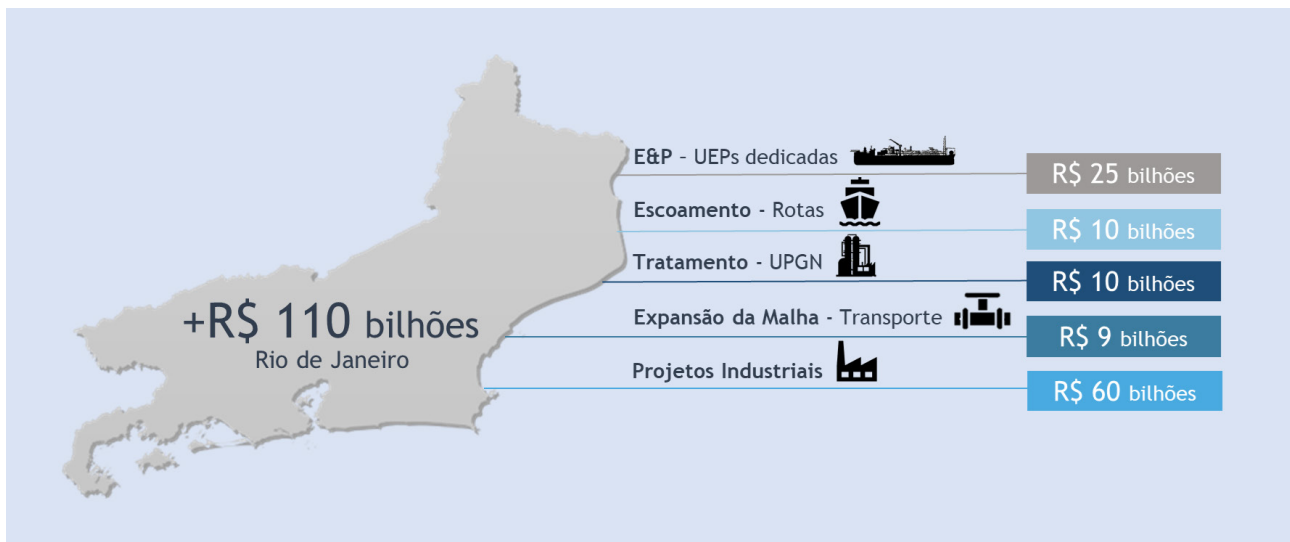 E&P - UEPs dedicadas
R$ 25 bilhões
Escoamento - Rotas
R$ 10 bilhões
Tratamento - UPGN
R$ 10 bilhões
+R$ 110 bilhões
Rio de Janeiro
Expansão da Malha - Transporte
R$ 9 bilhões
Projetos Industriais
R$ 60 bilhões